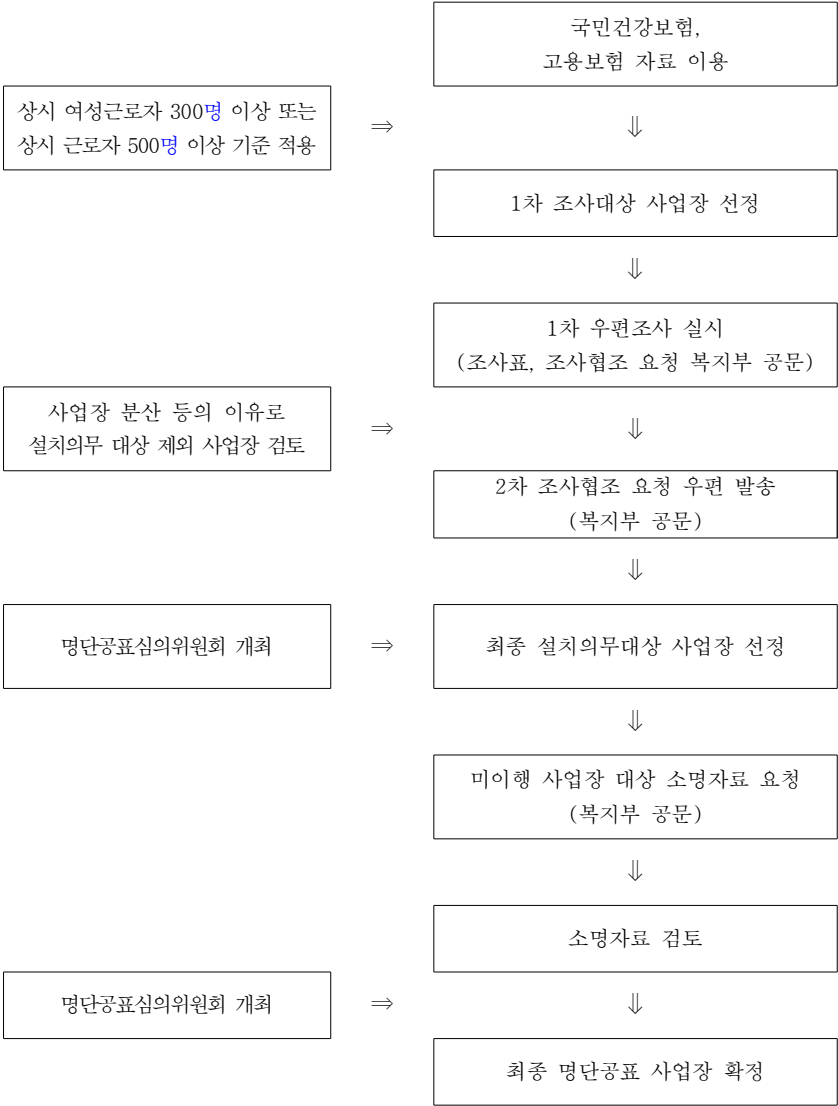 국민건강보험,
고용보험 자료 이용
상시 여성근로자 300명 이상 또는
상시 근로자 500명 이상 기준 적용
⇒
⇓
1차 조사대상 사업장 선정
⇓
1차 우편조사 실시
(조사표, 조사협조 요청 복지부 공문)
사업장 분산 등의 이유로
설치의무 대상 제외 사업장 검토
⇒
⇓
2차 조사협조 요청 우편 발송
(복지부 공문)
⇓
명단공표심의위원회 개최
⇒
최종 설치의무대상 사업장 선정
⇓
미이행 사업장 대상 소명자료 요청
(복지부 공문)
⇓
소명자료 검토
명단공표심의위원회 개최
⇒
⇓
최종 명단공표 사업장 확정